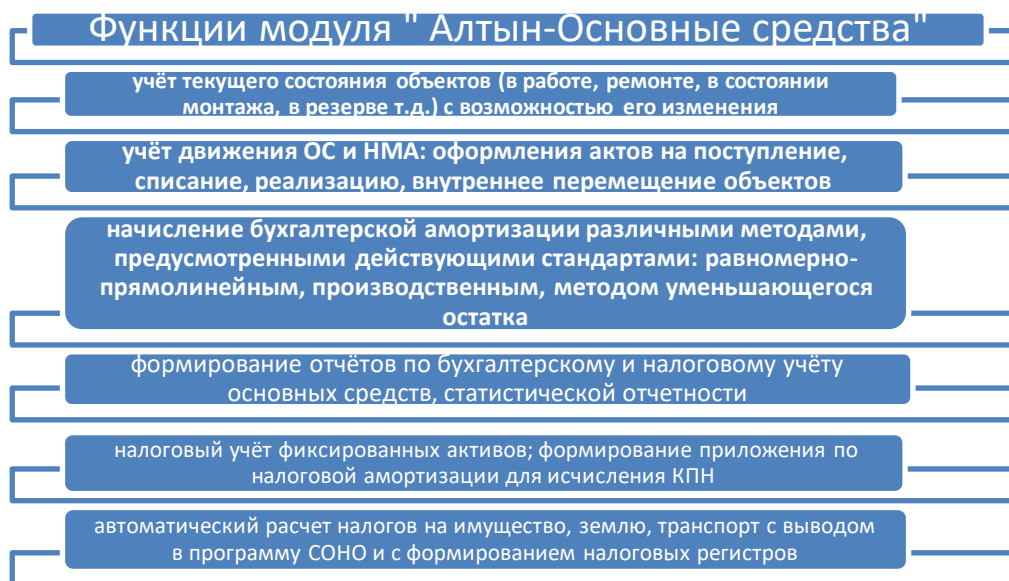 Функции модуля " Алтын-Основные средства"
учёт текущего состояния объектов (в работе, ремонте, в состоянии
монтажа, в резерве т.д.) с возможностью его изменения
учёт движения ОС и НМА: оформления актов на поступление,
списание, реализацию, внутреннее перемещение объектов
начисление бухгалтерской амортизации различными методами,
предусмотренными действующими стандартами: равномерно-
прямолинейным, производственным, методом уменьшающегося
остатка
формирование отчётов по бухгалтерскому и налоговому учёту
основных средств, статистической отчетности
налоговый учёт фиксированных активов; формирование приложения по
налоговой амортизации для исчисления КПН
автоматический расчет налогов на имущество, землю, транспорт с выводом
в программу СОНО и с формированием налоговых регистров